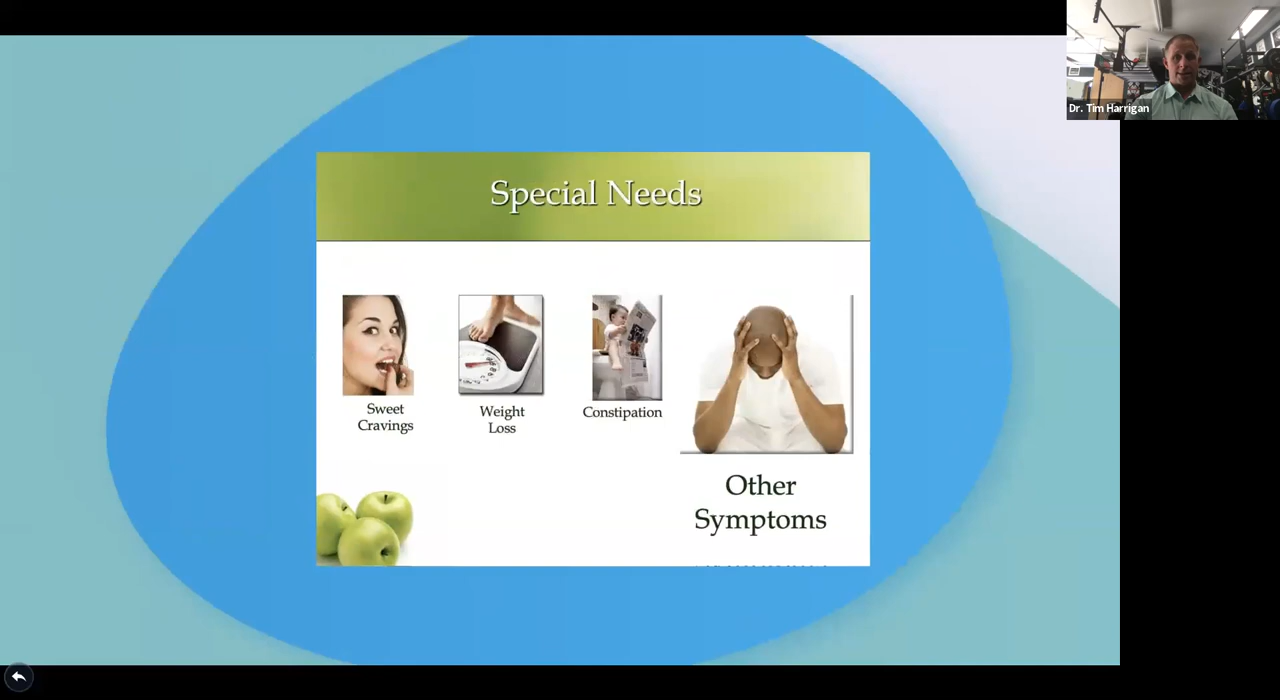 Dr. Tim Harrigan
Special Needs
Sweet
Cravings
Weight
Loss
Constipation
Other
Symptoms